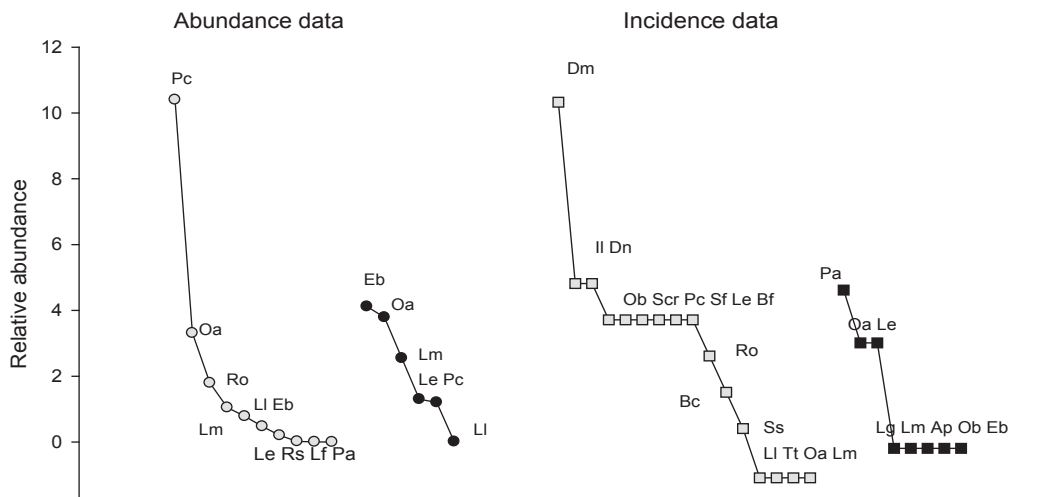 Abundance data
Incidence data
Relative abundance
12
10
8
6
4
2
0
Pc
Oa
Ro
Ll Eb
Lm
Le Rs Lf Pa
Eb
Oa
Lm
Le Pc
Ll
Dm
Il Dn
Ob Scr Pc Sf Le Bf
Ro
Bc
Ss
Ll Tt Oa Lm
Pa
Oa Le
Lg Lm Ap Ob Eb